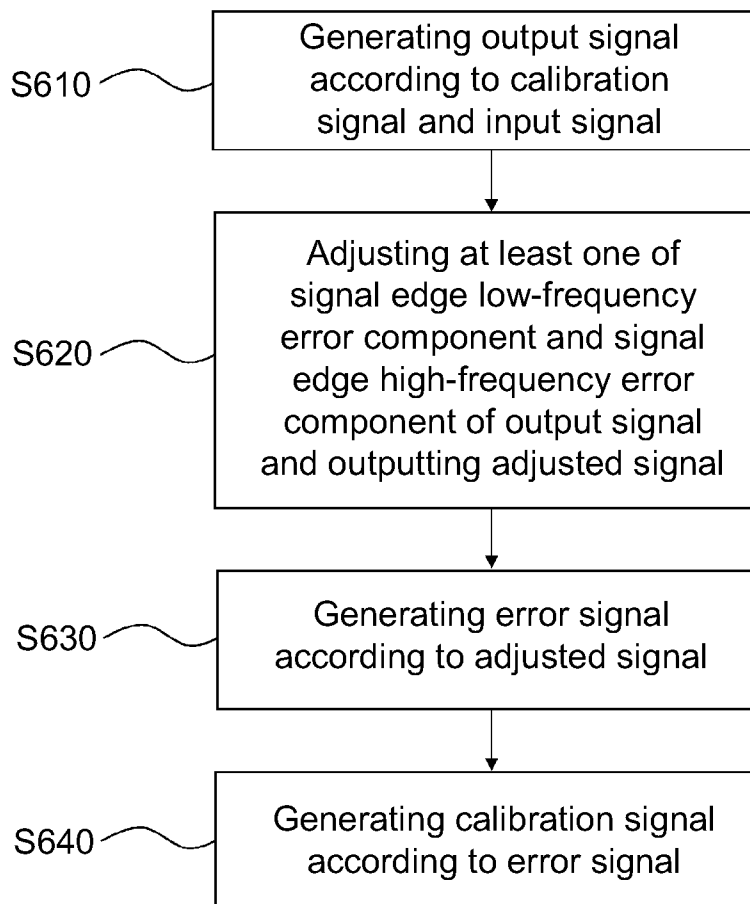 S610
Generating output signal
according to calibration
signal and input signal
S620
Adjusting at least one of
signal edge low-frequency
error component and signal
edge high-frequency error
component of output signal
and outputting adjusted signal
S630
Generating error signal
according to adjusted signal
S640
Generating calibration signal
according to error signal